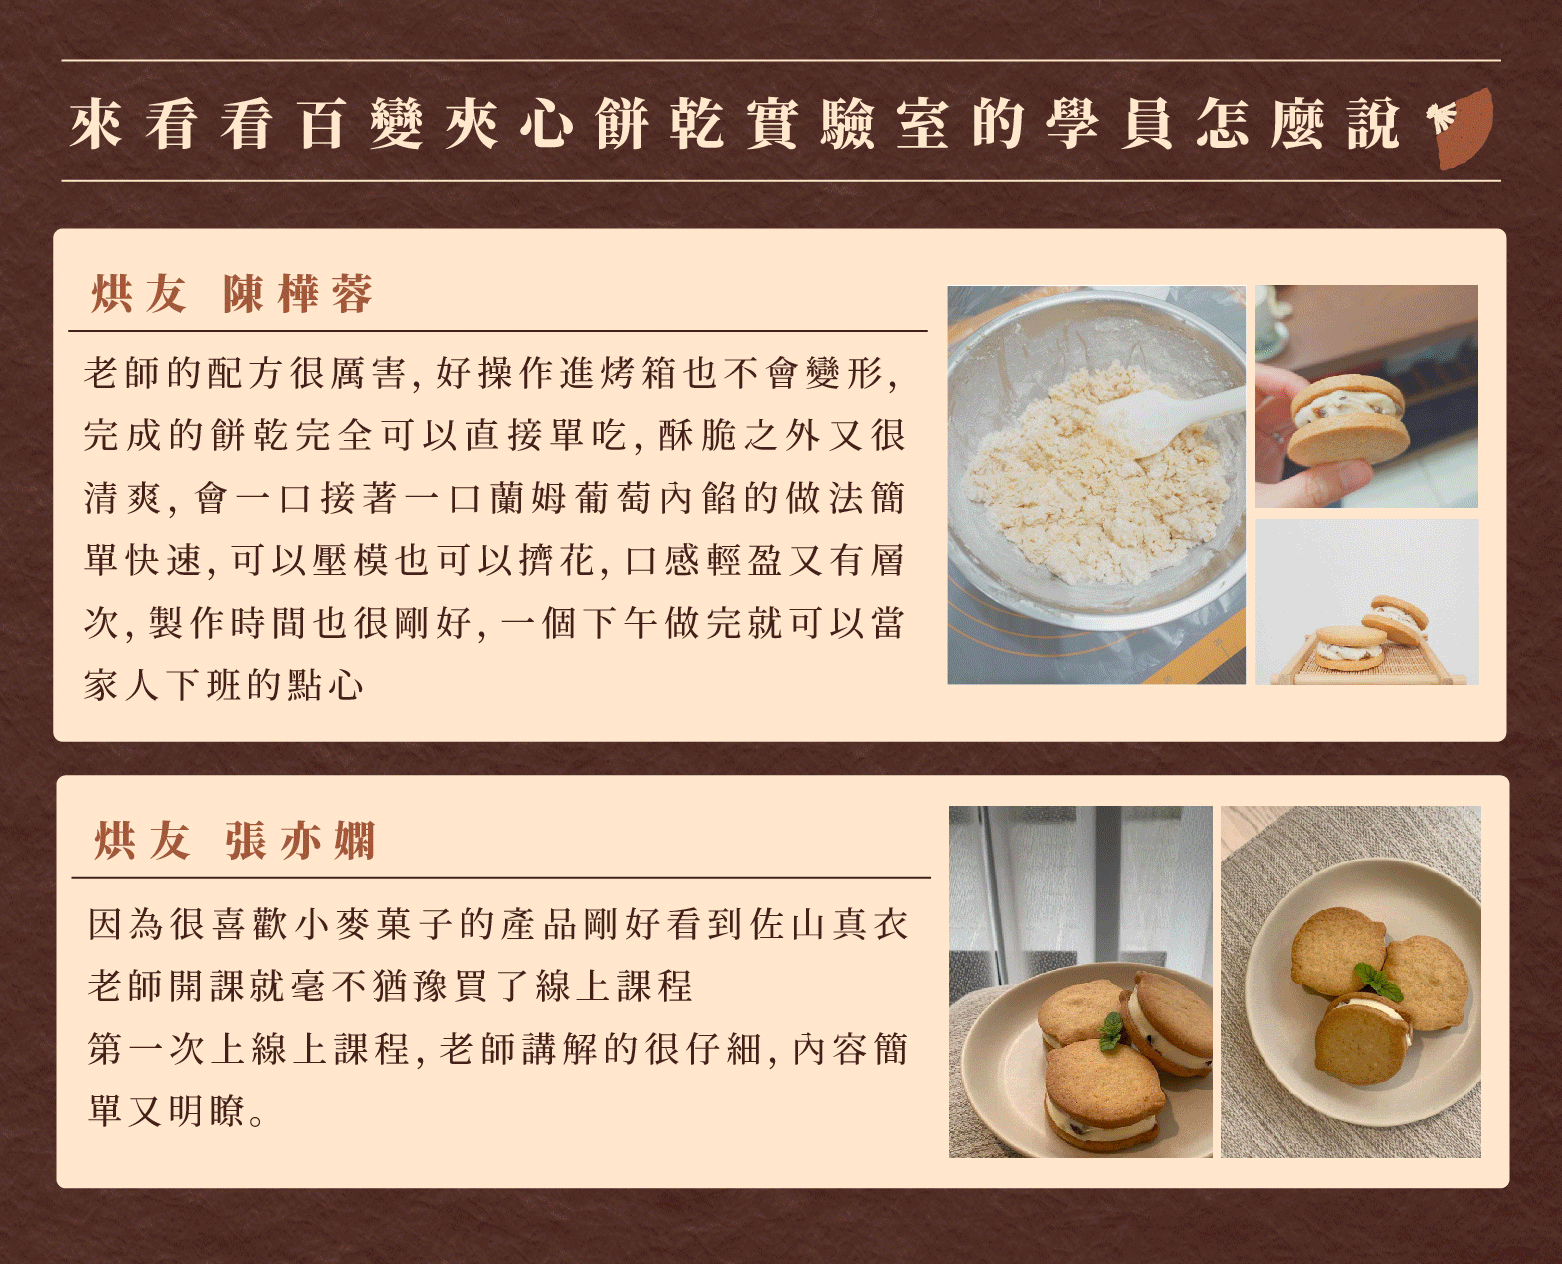 來看看百變夾心餅乾實驗室的學員怎麼說
烘友 陳樺蓉
老師的配方很厲害, 好操作進烤箱也不會變形,
完成的餅乾完全可以直接單吃, 酥脆之外又很
清爽, 會一口接著一口蘭姆葡萄內餡的做法簡
單快速, 可以壓模也可以擠花, 口感輕盈又有層
次, 製作時間也很剛好, 一個下午做完就可以當
家人下班的點心
烘友 張亦嫻
因為很喜歡小麥菓子的產品剛好看到佐山真衣
老師開課就毫不猶豫買了線上課程
第一次上線上課程, 老師講解的很仔細, 內容簡
單又明瞭。